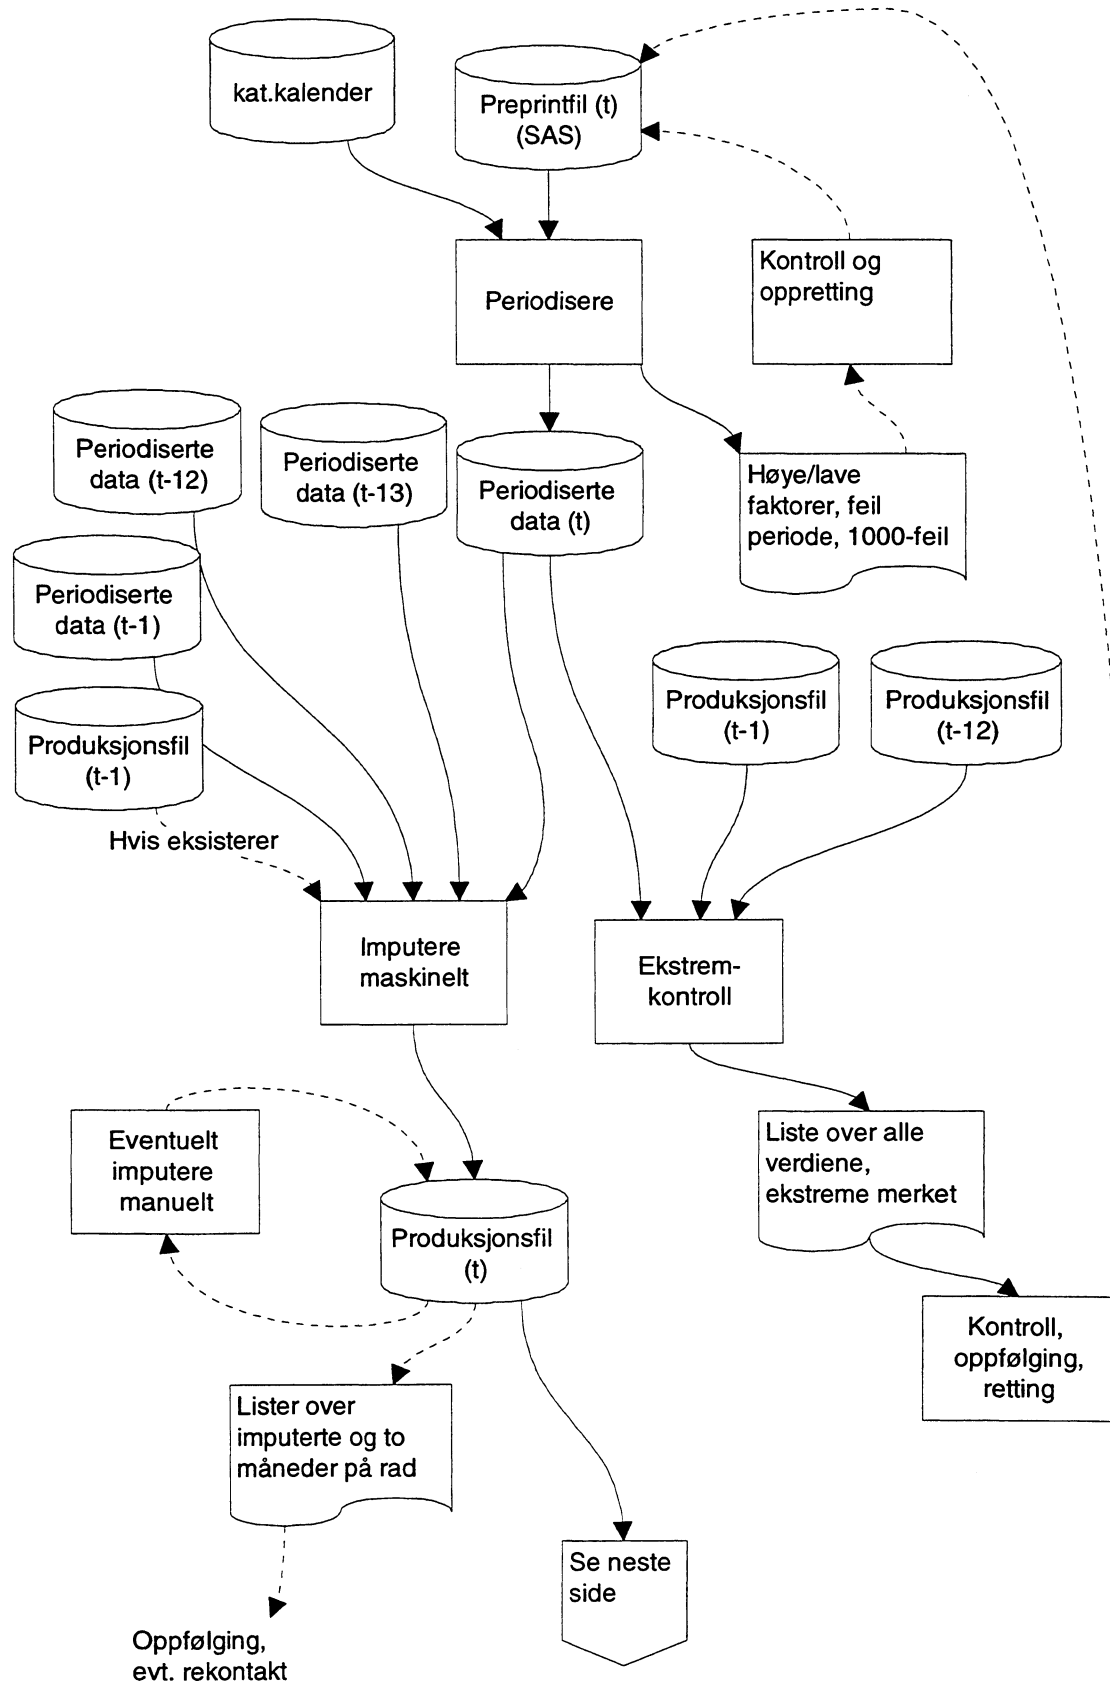 kat.kalender
Preprintfil (t)
(SAS)
Periodisere
Kontroll og
oppretting
Periodiserte
data (t-12)
Periodiserte
data (t-13)
Periodiserte
data (t)
Høye/lave
faktorer, feil
periode, 1000-feil
Periodiserte
data (t-1)
Produksjonsfil
(t-1)
Produksjonsfil
(t-1)
Produksjonsfil
(t-12)
Hvis eksisterer
Imputere
maskinelt
Ekstrem-
kontroll
Eventuelt
imputere
manuelt
Liste over alle
verdiene,
ekstreme merket
Produksjonsfil
(t)
Kontroll,
oppfølging,
retting
Lister over
imputerte og to
måneder på rad
Se neste
side
Oppfølging,
evt. rekontakt